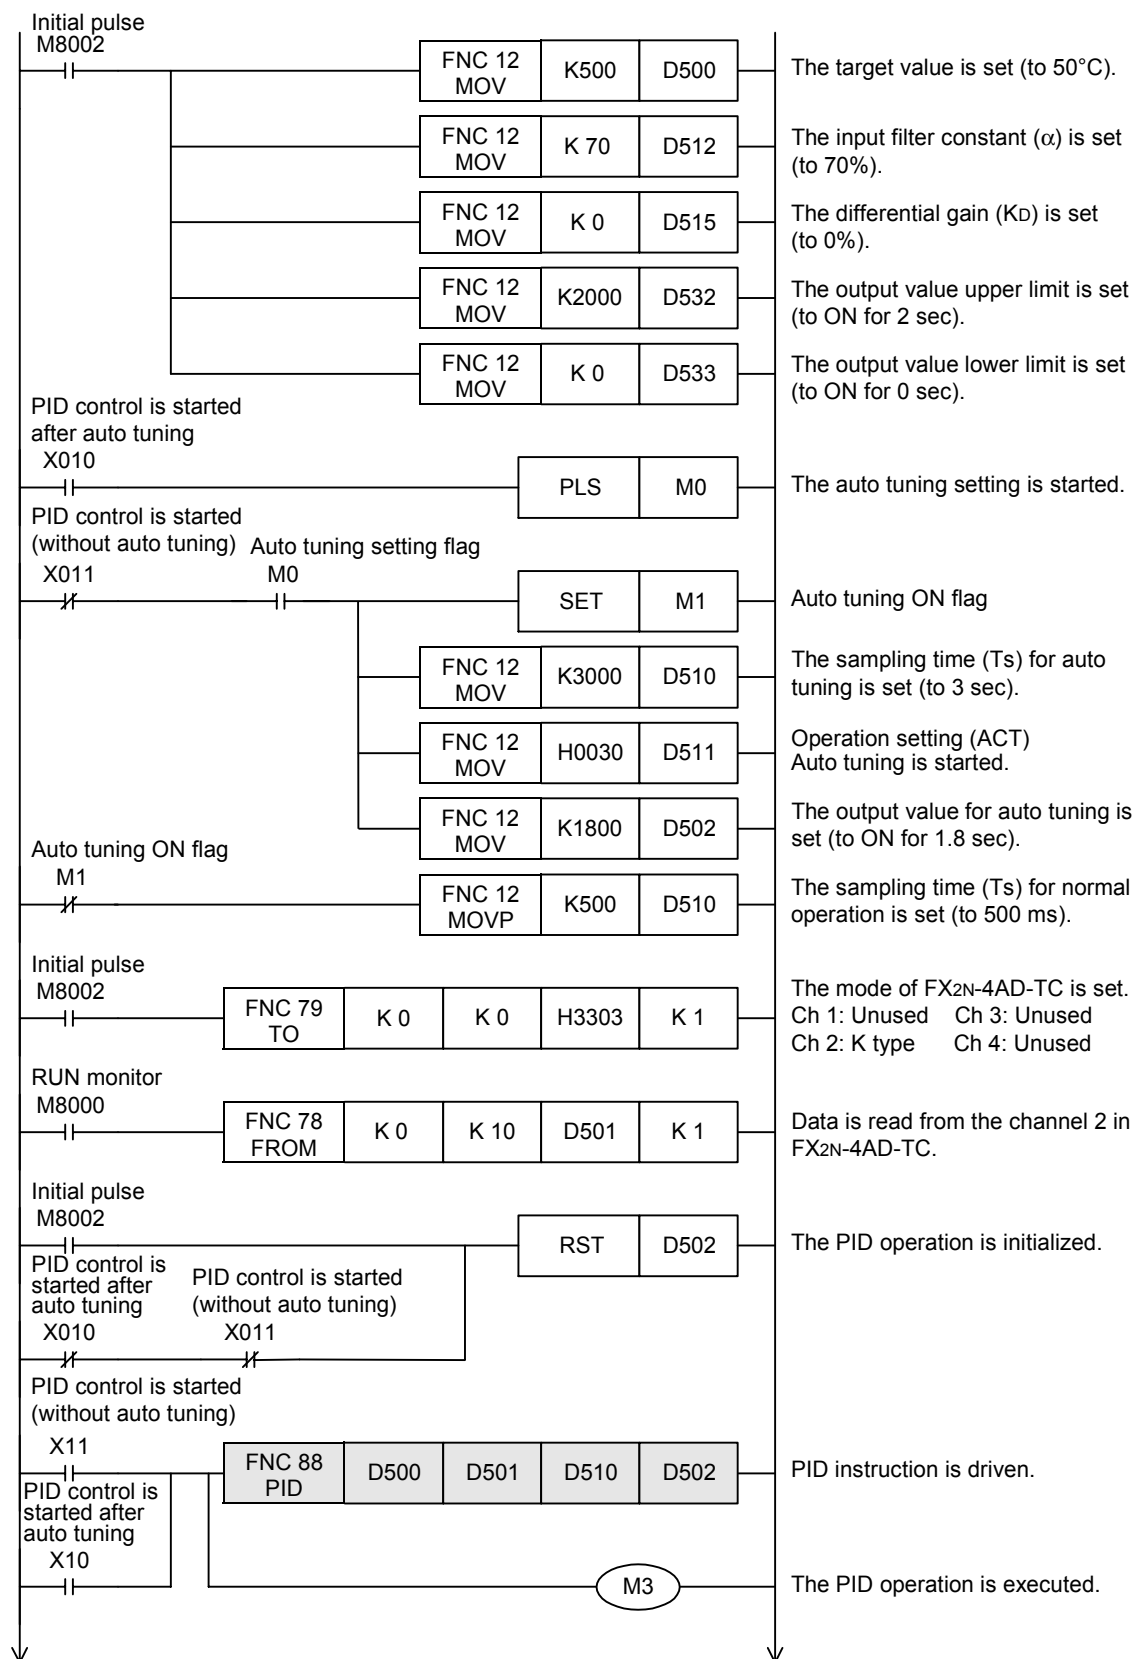 Initial pulse
M8002
FNC 12
MOV
K500
D500
The target value is set (to 50°C).
FNC 12
MOV
K 70
D512
The input filter constant (α) is set
(to 70%).
FNC 12
MOV
K 0
D515
The differential gain (KD) is set
(to 0%).
FNC 12
MOV
K2000
D532
The output value upper limit is set
(to ON for 2 sec).
FNC 12
MOV
K 0
D533
The output value lower limit is set
(to ON for 0 sec).
PID control is started
after auto tuning
X010
PLS
M0
The auto tuning setting is started.
PID control is started
(without auto tuning)
Auto tuning setting flag
X011
M0
SET
M1
Auto tuning ON flag
FNC 12
MOV
K3000
D510
The sampling time (Ts) for auto
tuning is set (to 3 sec).
FNC 12
MOV
H0030
D511
Operation setting (ACT)
Auto tuning is started.
FNC 12
MOV
K1800
D502
The output value for auto tuning is
set (to ON for 1.8 sec).
Auto tuning ON flag
M1
FNC 12
MOVP
K500
D510
The sampling time (Ts) for normal
operation is set (to 500 ms).
Initial pulse
M8002
FNC 79
TO
K 0
K 0
H3303
K 1
The mode of FX2N-4AD-TC is set.
Ch 1: Unused Ch 3: Unused
Ch 2: K type Ch 4: Unused
RUN monitor
M8000
FNC 78
FROM
K 0
K 10
D501
K 1
Data is read from the channel 2 in
FX2N-4AD-TC.
Initial pulse
M8002
RST
D502
The PID operation is initialized.
PID control is
started after
auto tuning
X010
PID control is started
(without auto tuning)
X011
PID control is started
(without auto tuning)
X11
FNC 88
PID
D500
D501
D510
D502
PID instruction is driven.
PID control is
started after
auto tuning
X10
M3
The PID operation is executed.